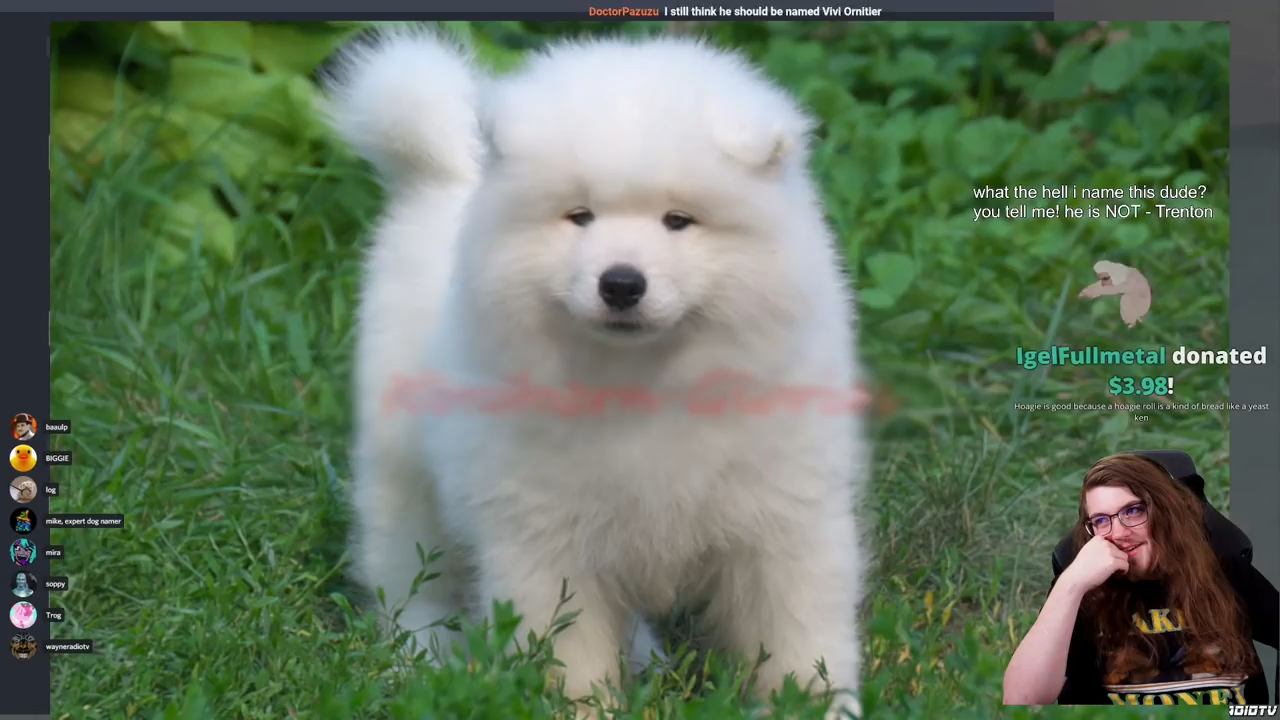 DoctorPazuzu I still think he should be named Vivi Ornitier
what the hell i name this dude?
you tell me! he is NOT - Trenton
IgelFullmetal donated
$3.98!
Hoagie is good because a hoagie roll is a kind of bread like a yeast
ken
baaulp
BIGGIE
log
mike, expert dog namer
mira
soppy
Trog
wayneradiotv
MONEY